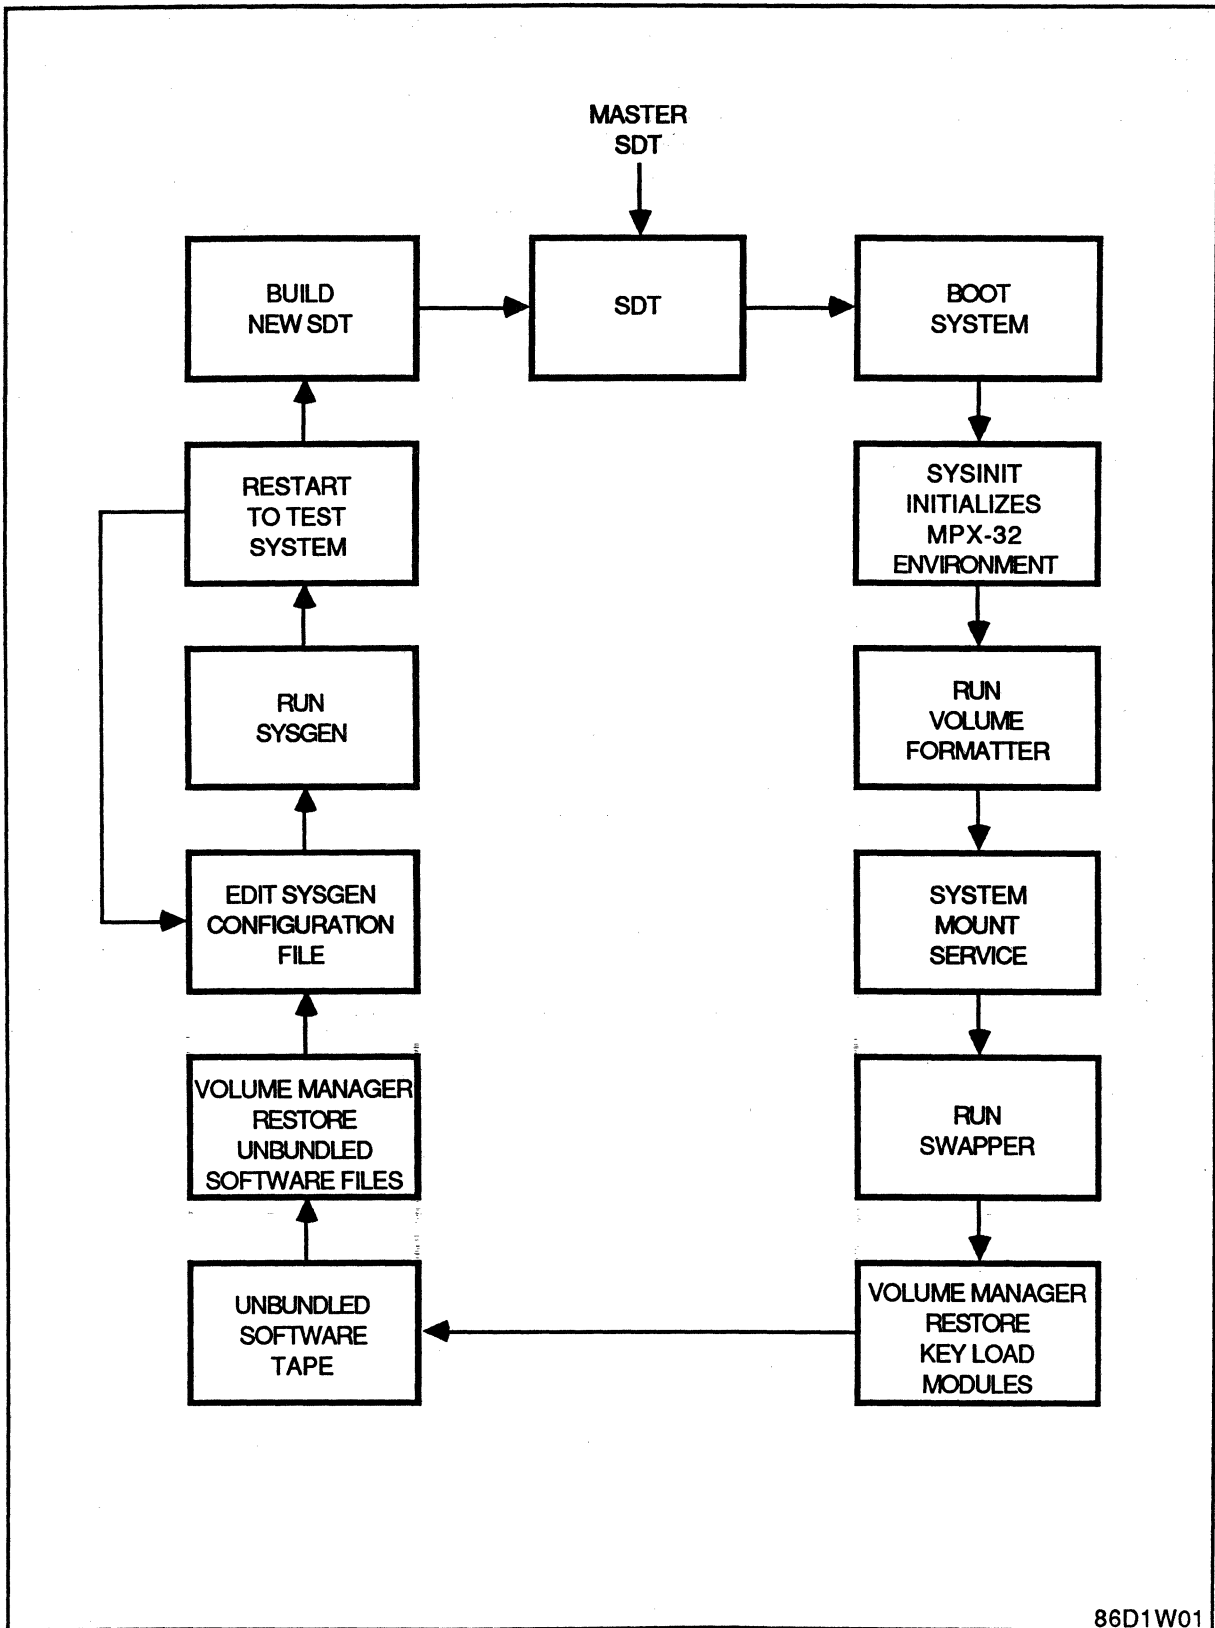 MASTER
SDT
BUILD
NEW SDT
SDT
BOOT
SYSTEM
RESTART
TO TEST
SYSTEM
SYSINIT
INITIALIZES
MPX-32
ENVIRONMENT
RUN
SYSGEN
RUN
VOLUME
FORMATTER
EDIT SYSGEN
CONFIGURATION
FILE
SYSTEM
MOUNT
SERVICE
VOLUME MANAGER
RESTORE
UNBUNDLED
SOFTWARE FILES
RUN
SWAPPER
UNBUNDLED
SOFTWARE
TAPE
VOLUME MANAGER
RESTORE
KEY LOAD
MODULES
86D1W01